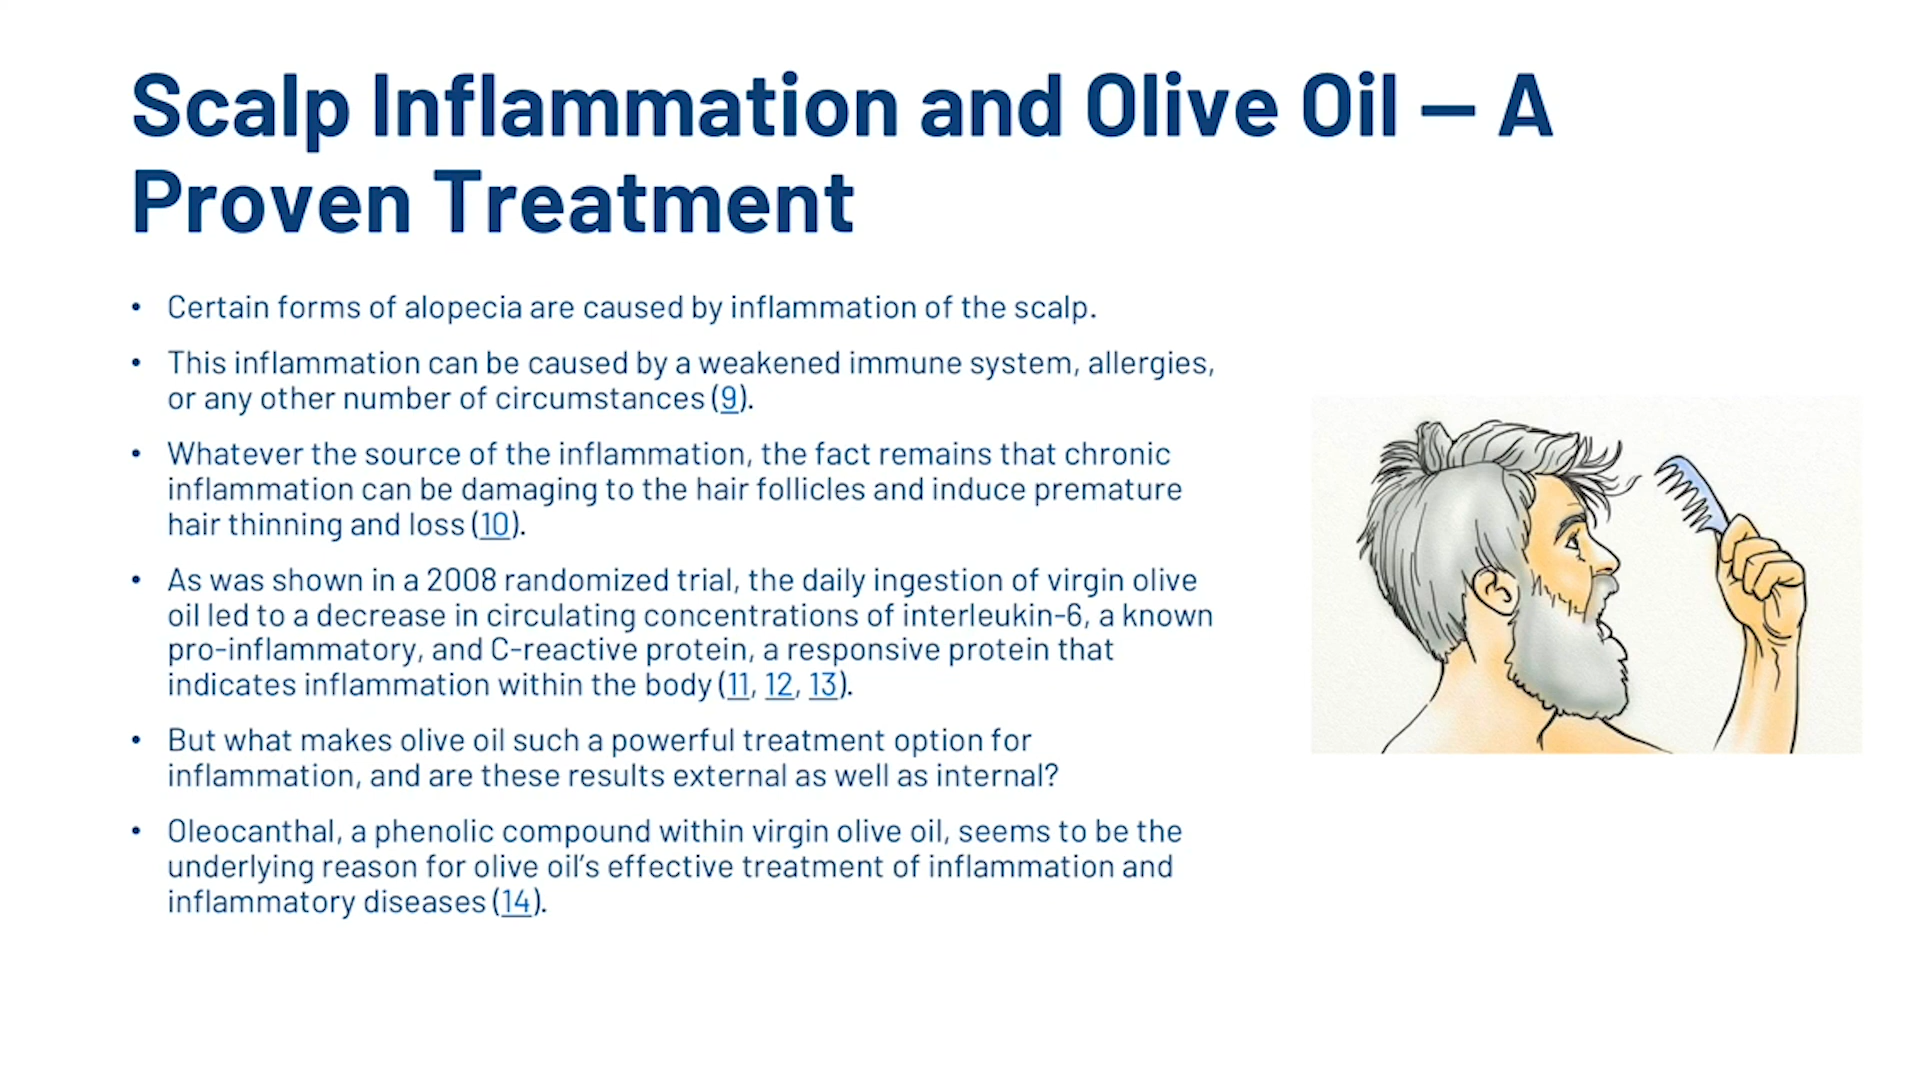 Scalp Inflammation and Olive Oil — A
Proven Treatment
• Certain forms of alopecia are caused by inflammation of the scalp.
• This inflammation can be caused by a weakened immune system, allergies,
or any other number of circumstances (9).
• Whatever the source of the inflammation, the fact remains that chronic
inflammation can be damaging to the hair follicles and induce premature
hair thinning and loss (10).
• As was shown in a 2008 randomized trial, the daily ingestion of virgin olive
oil led to a decrease in circulating concentrations of interleukin-6, a known
pro-inflammatory, and C-reactive protein, a responsive protein that
indicates inflammation within the body (11, 12, 13).
• But what makes olive oil such a powerful treatment option for
inflammation, and are these results external as well as internal?
• Oleocanthal, a phenolic compound within virgin olive oil, seems to be the
underlying reason for olive oil's effective treatment of inflammation and
inflammatory diseases (14).